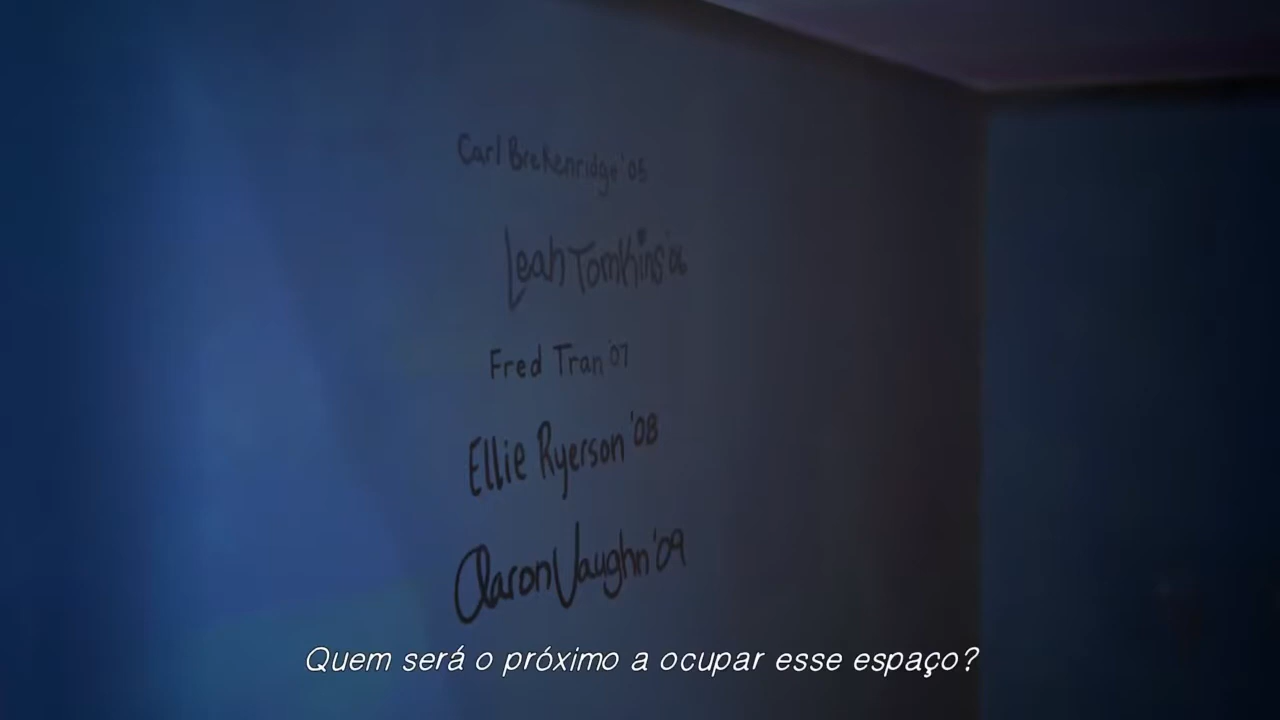 Carl Brekenridge '05
Leah Tomkins '06
Fred Tran '07
Ellie Ryerson '08
Aaron Vaughn '09
Quem será o próximo a ocupar esse espaço?